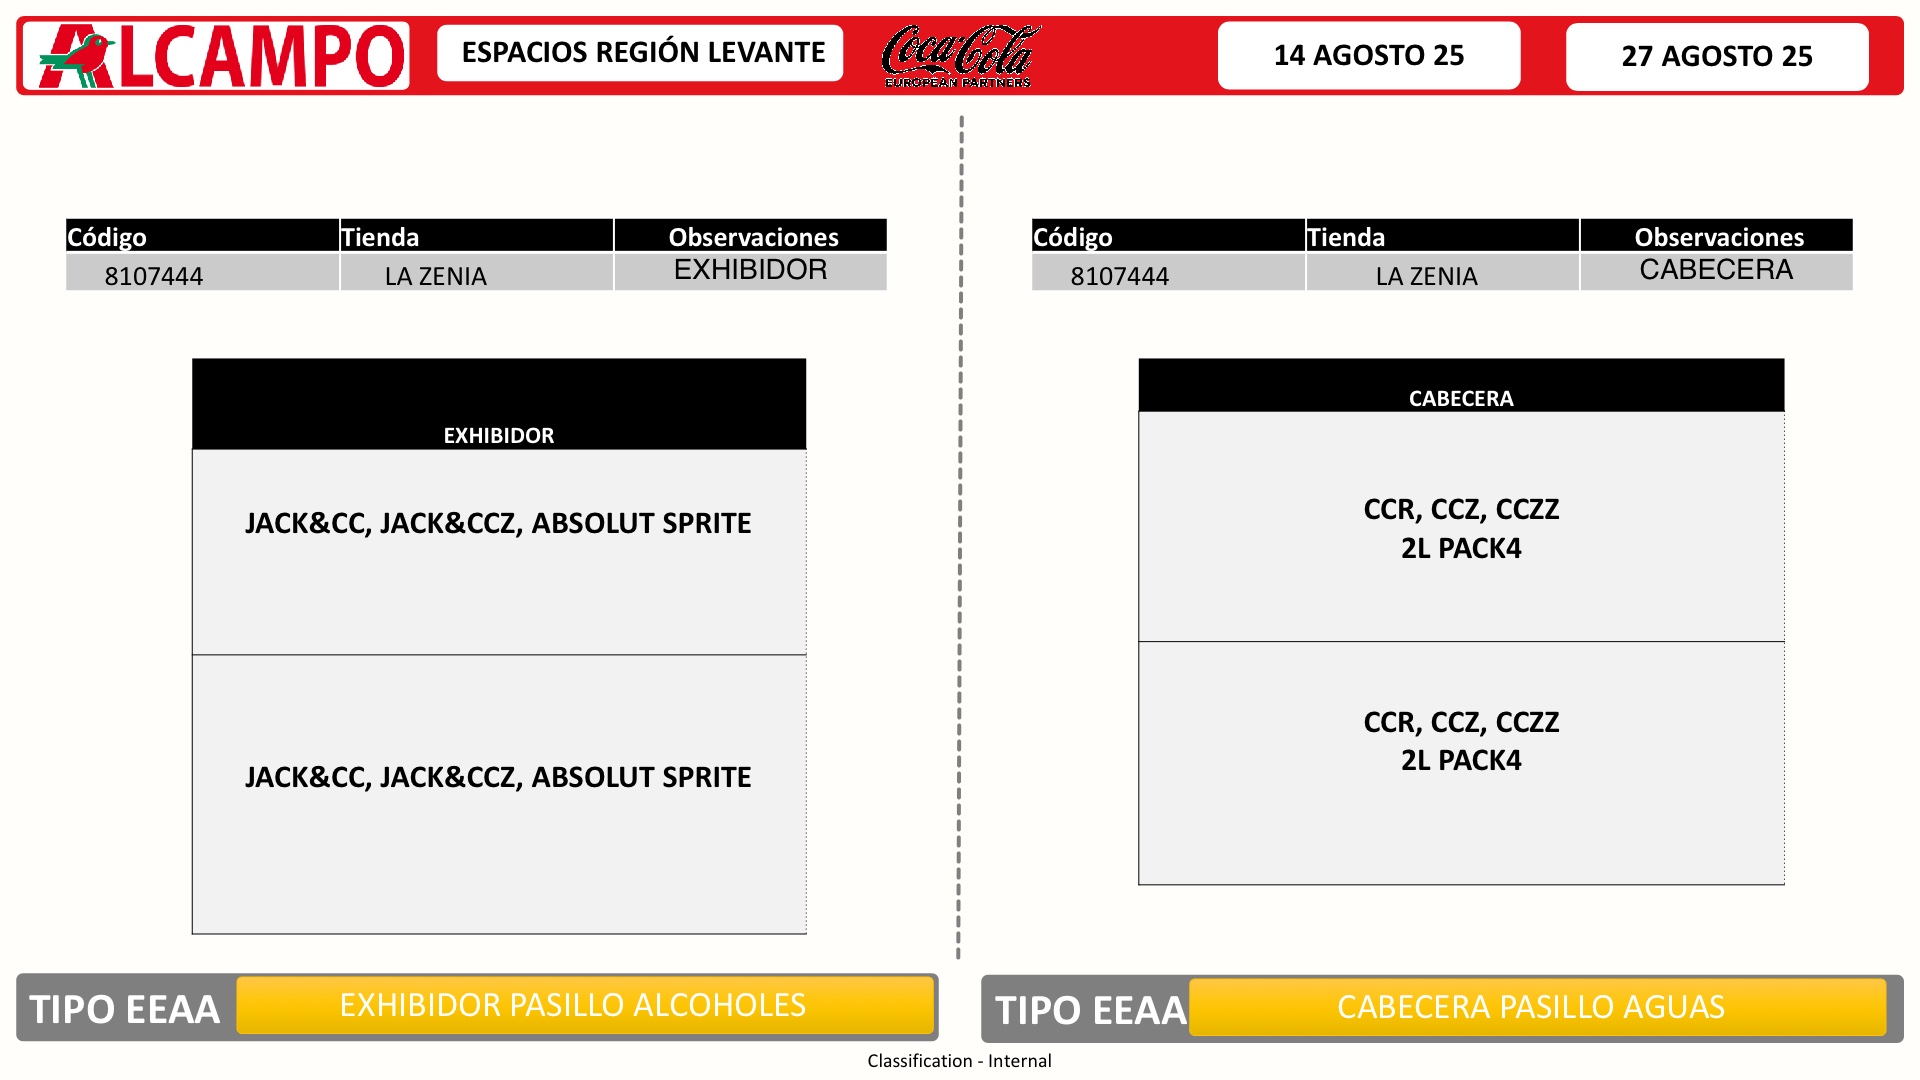 ALCAMPO
ESPACIOS REGIÓN LEVANTE
Coca-Cola
EUROPEAN PARTNERS
14 AGOSTO 25
27 AGOSTO 25
Código Tienda Observaciones
8107444 LA ZENIA EXHIBIDOR
EXHIBIDOR
JACK&CC, JACK&CCZ, ABSOLUT SPRITE
JACK&CC, JACK&CCZ, ABSOLUT SPRITE
TIPO EEAA EXHIBIDOR PASILLO ALCOHOLES
Código Tienda Observaciones
8107444 LA ZENIA CABECERA
CABECERA
CCR, CCZ, CCZZ
2L PACK4
CCR, CCZ, CCZZ
2L PACK4
TIPO EEAA CABECERA PASILLO AGUAS
Classification - Internal